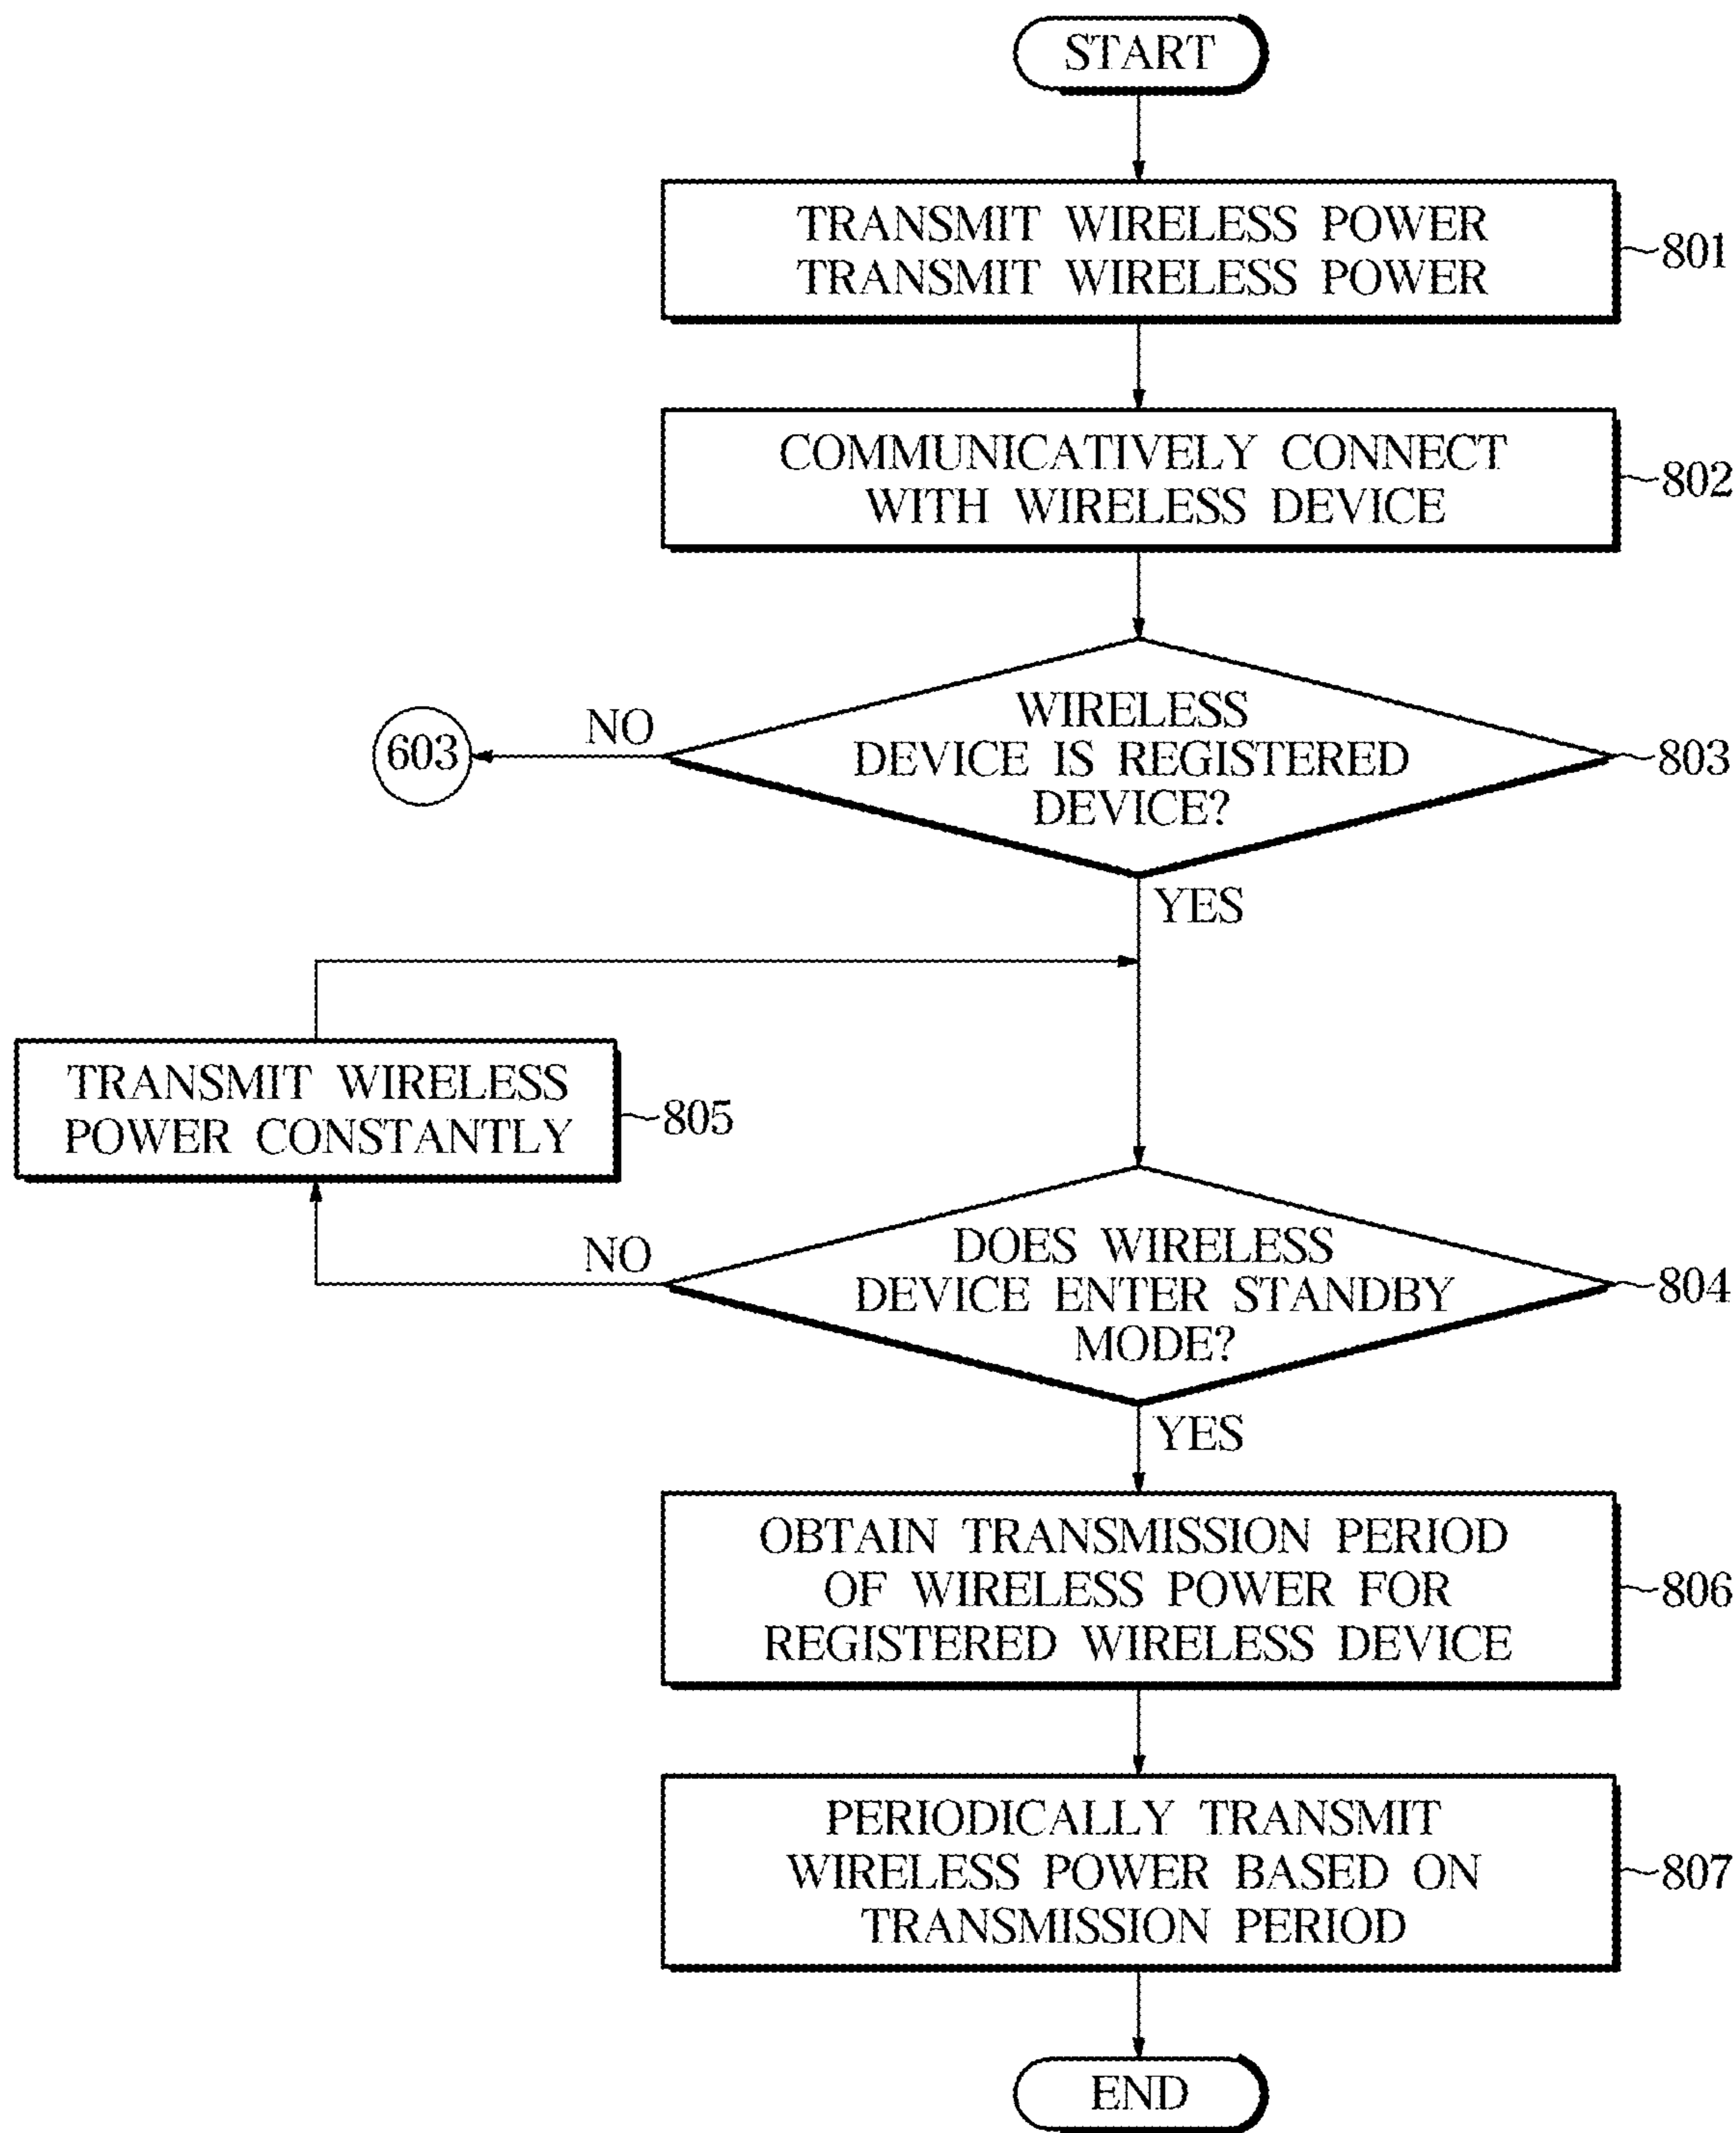 START
TRANSMIT WIRELESS POWER
TRANSMIT WIRELESS POWER
801
COMMUNICATIVELY CONNECT
WITH WIRELESS DEVICE
802
WIRELESS
DEVICE IS REGISTERED
DEVICE?
803
NO
603
YES
TRANSMIT WIRELESS
POWER CONSTANTLY
805
DOES WIRELESS
DEVICE ENTER STANDBY
MODE?
804
NO
YES
OBTAIN TRANSMISSION PERIOD
OF WIRELESS POWER FOR
REGISTERED WIRELESS DEVICE
806
PERIODICALLY TRANSMIT
WIRELESS POWER BASED ON
TRANSMISSION PERIOD
807
END